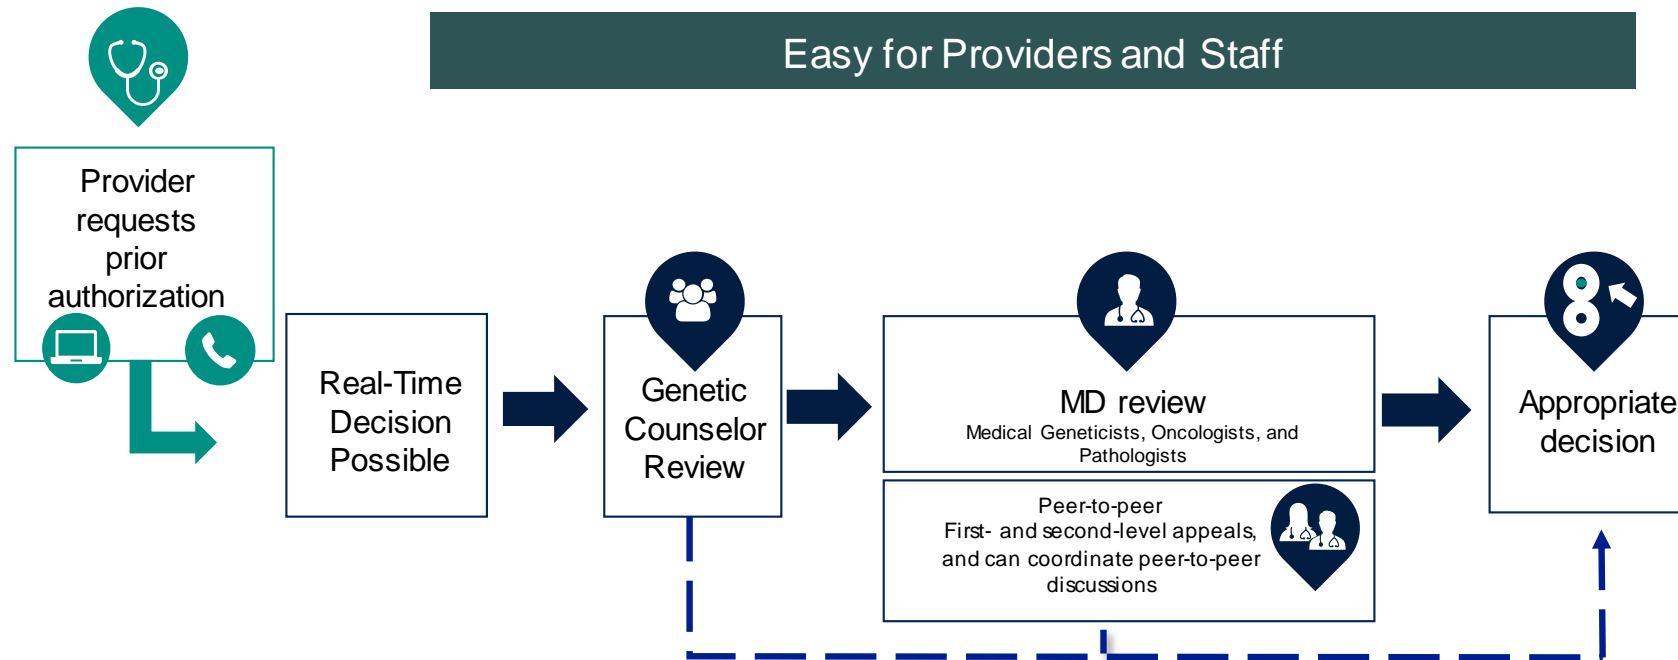 Easy for Providers and Staff
Provider
requests
prior
authorization
Real-Time
Decision
Possible
Genetic
Counselor
Review
MD review
Medical Geneticists, Oncologists, and
Pathologists
Peer-to-peer
First- and second-level appeals,
and can coordinate peer-to-peer
discussions
Appropriate
decision